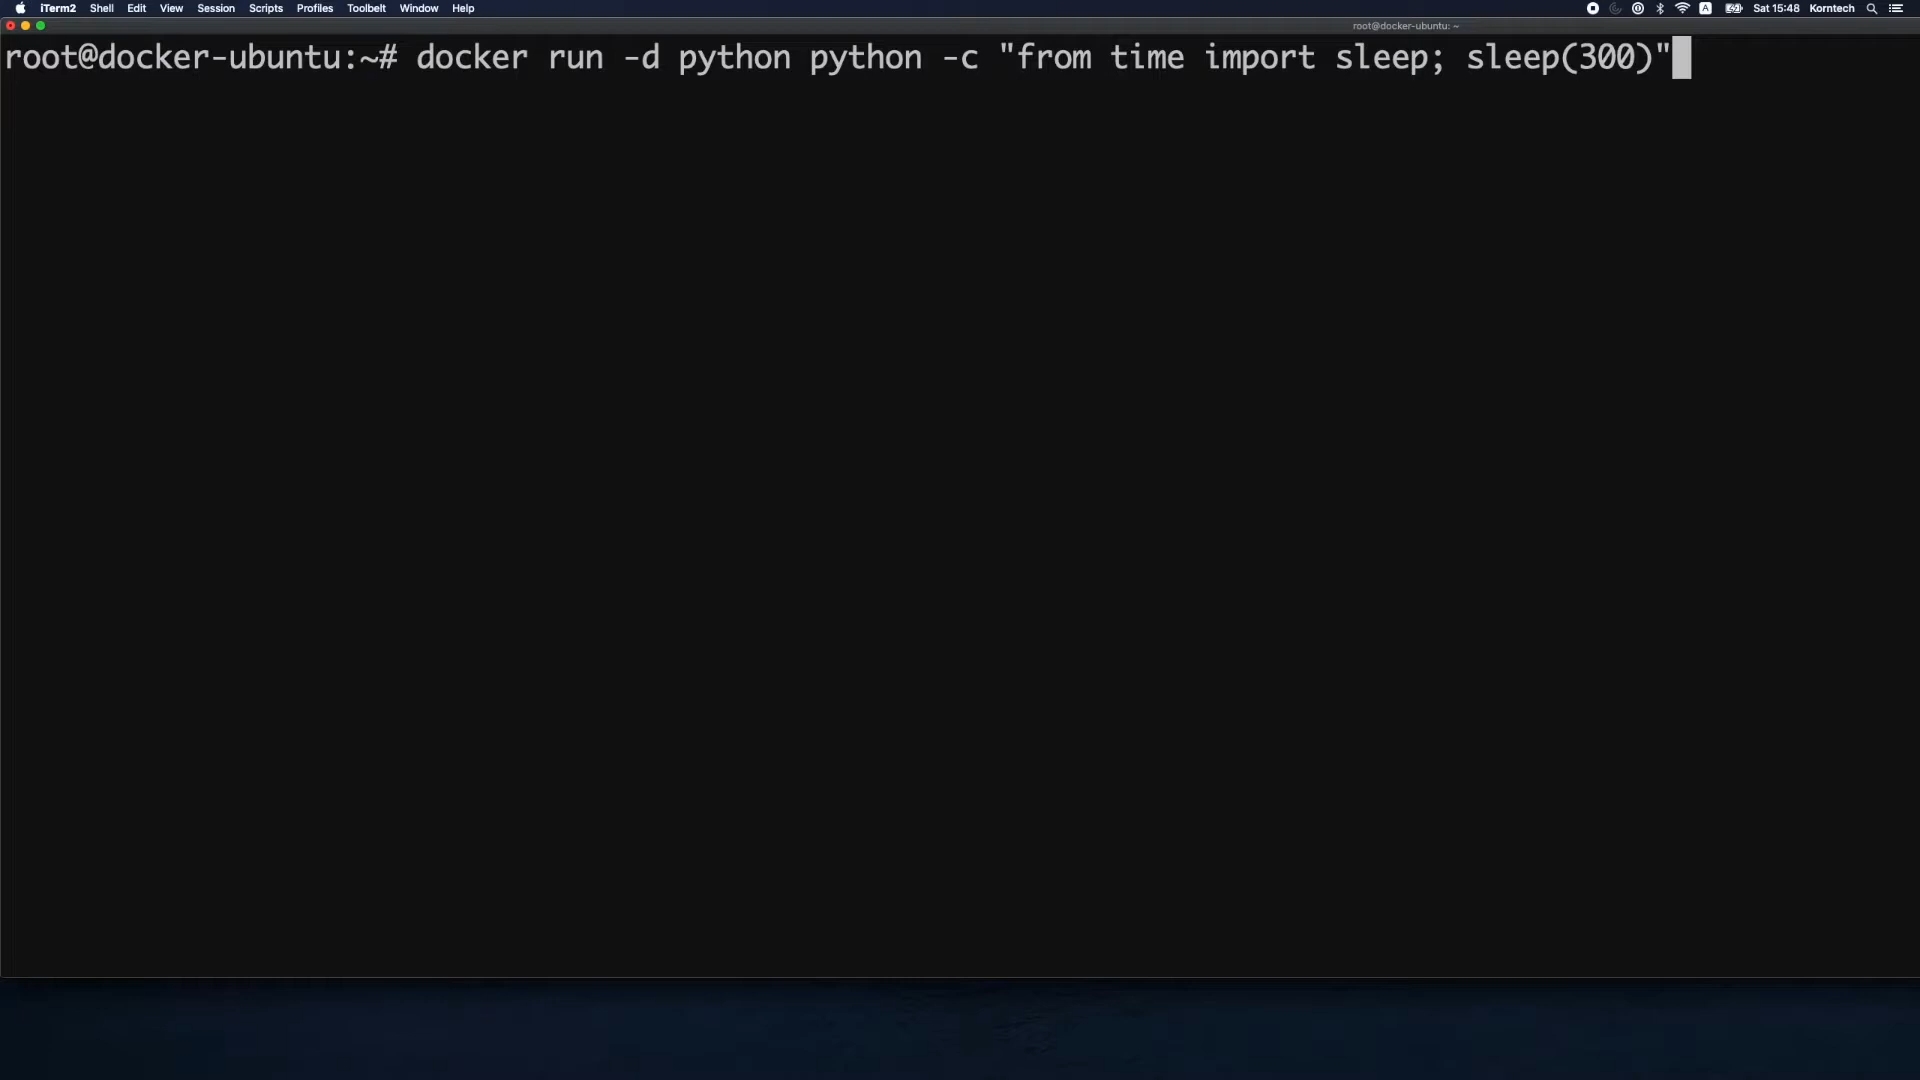 iTerm2 Shell Edit View Session Scripts Profiles Toolbelt Window Help A Sat 15:48 Korntech
root@docker-ubuntu: ~
root@docker-ubuntu:~# docker run -d python python -c "from time import sleep; sleep(300)"